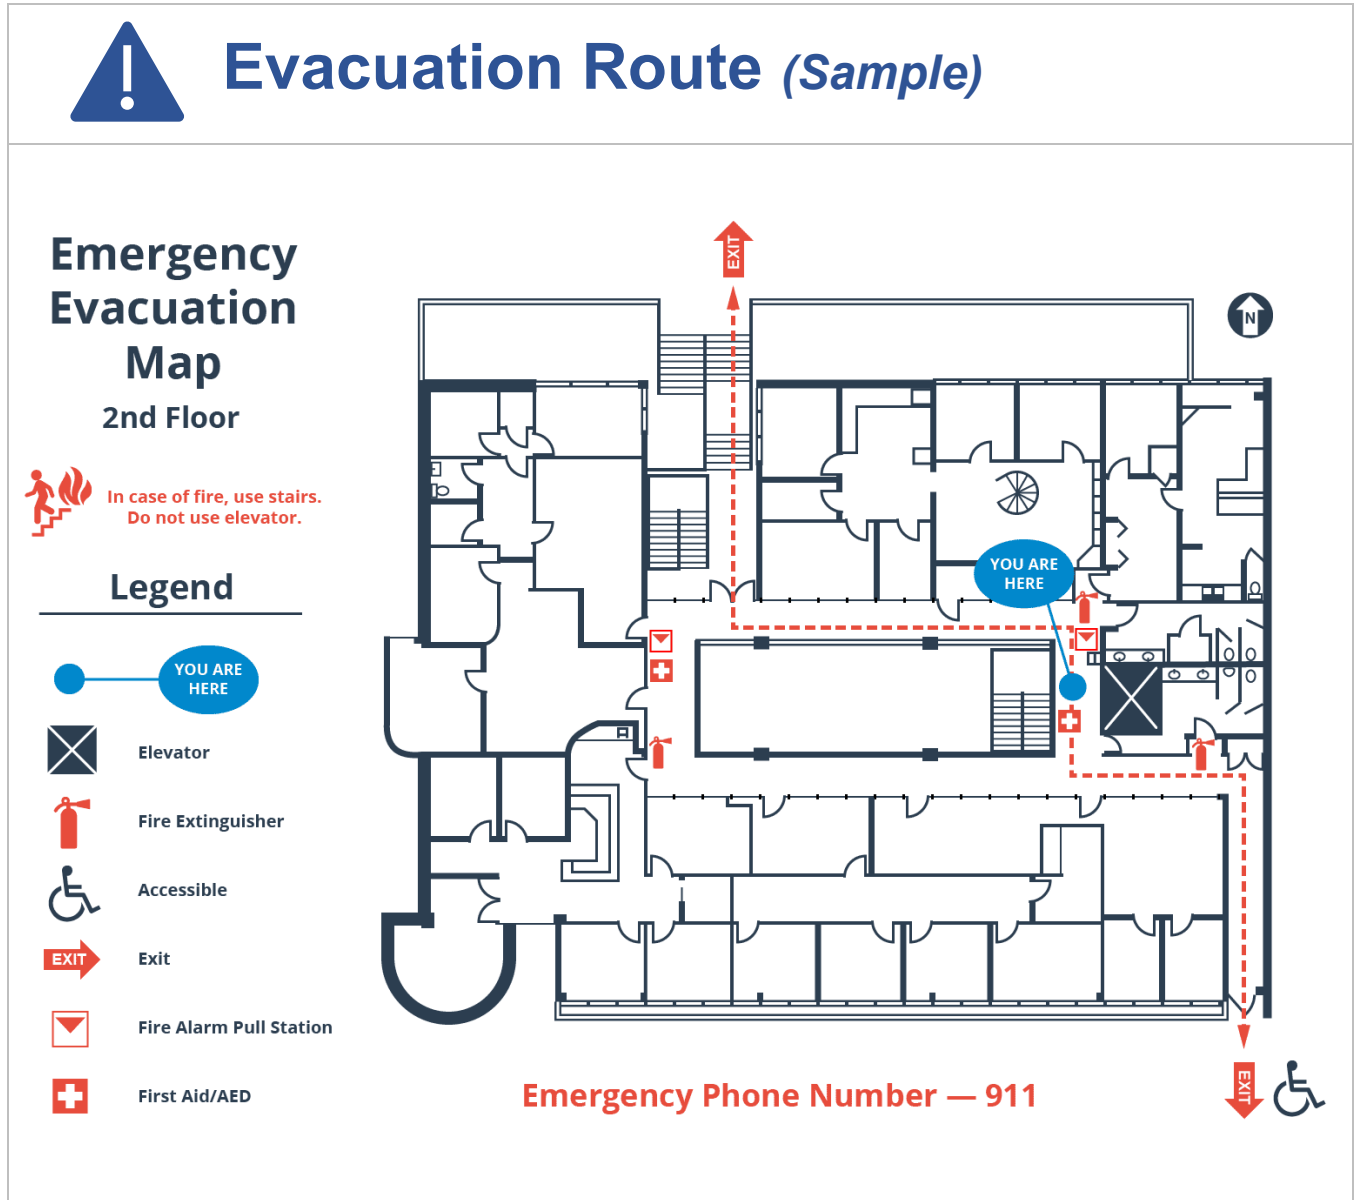 Evacuation Route (Sample)
EXIT
Emergency
Evacuation
Map
2nd Floor
N
In case of fire, use stairs.
Do not use elevator.
Legend
YOU ARE
HERE
YOU ARE
HERE
Elevator
Fire Extinguisher
Accessible
EXIT
Exit
Fire Alarm Pull Station
First Aid/AED
Emergency Phone Number — 911
EXIT